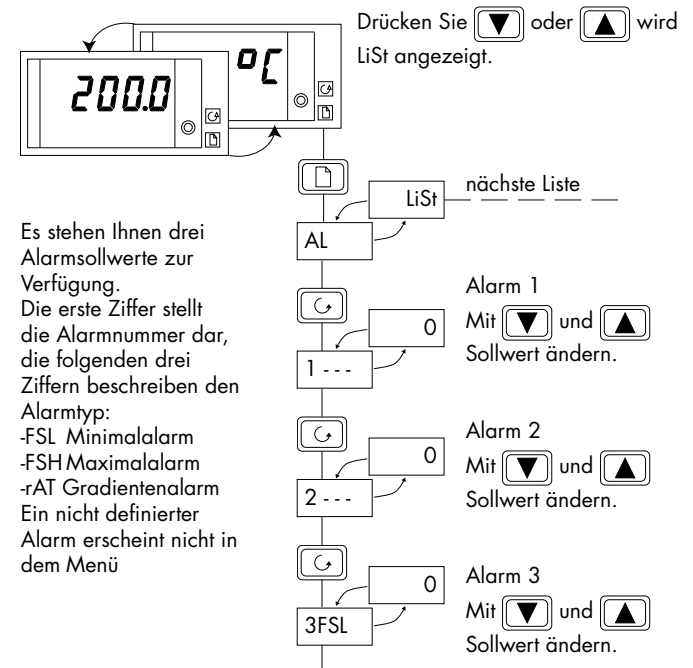 Drücken Sie ▼ oder ▲ wird
LiSt angezeigt.
200.0
°C
LiSt
nächste Liste
AL
Es stehen Ihnen drei
Alarmsollwerte zur
Verfügung.
Die erste Ziffer stellt
die Alarmnummer dar,
die folgenden drei
Ziffern beschreiben den
Alarmtyp:
-FSL Minimalalarm
-FSH Maximalalarm
-rAT Gradientenalarm
Ein nicht definierter
Alarm erscheint nicht in
dem Menü
0
1 - - -
Alarm 1
Mit ▼ und ▲
Sollwert ändern.
0
2 - - -
Alarm 2
Mit ▼ und ▲
Sollwert ändern.
0
3FSL
Alarm 3
Mit ▼ und ▲
Sollwert ändern.